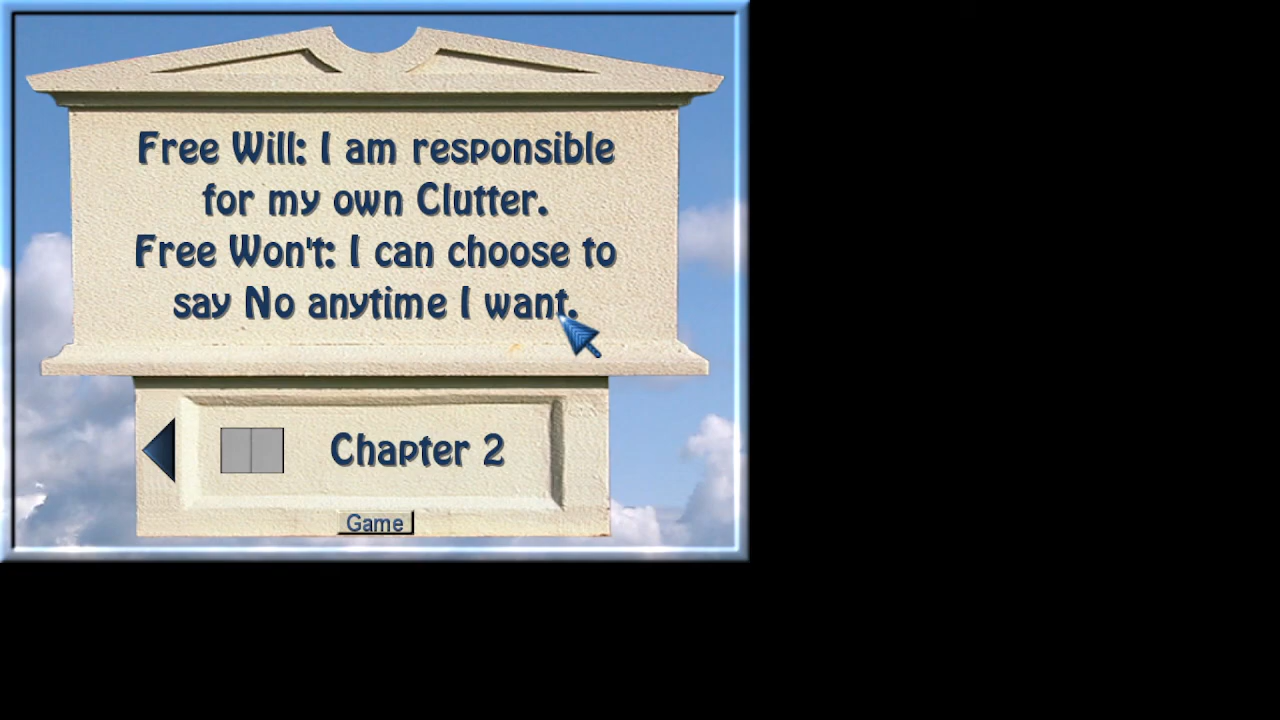 Free Will: I am responsible
for my own Clutter.
Free Won't: I can choose to
say No anytime I want.
Chapter 2
Game